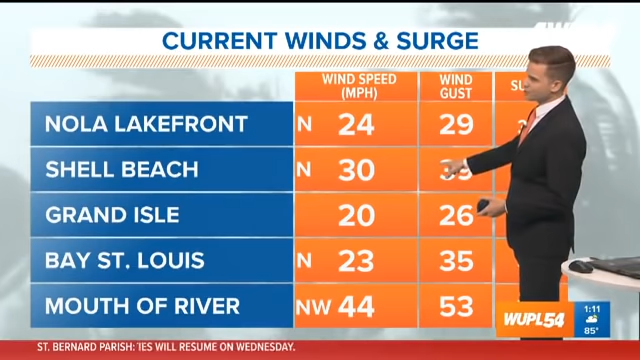 CURRENT WINDS & SURGE
WIND SPEED (MPH)
WIND GUST
NOLA LAKEFRONT N 24 29
SHELL BEACH N 30
GRAND ISLE 20 26
BAY ST. LOUIS N 23 35
MOUTH OF RIVER NW 44 53
WUPL54
1:11
85°
ST. BERNARD PARISH: 'IES WILL RESUME ON WEDNESDAY.